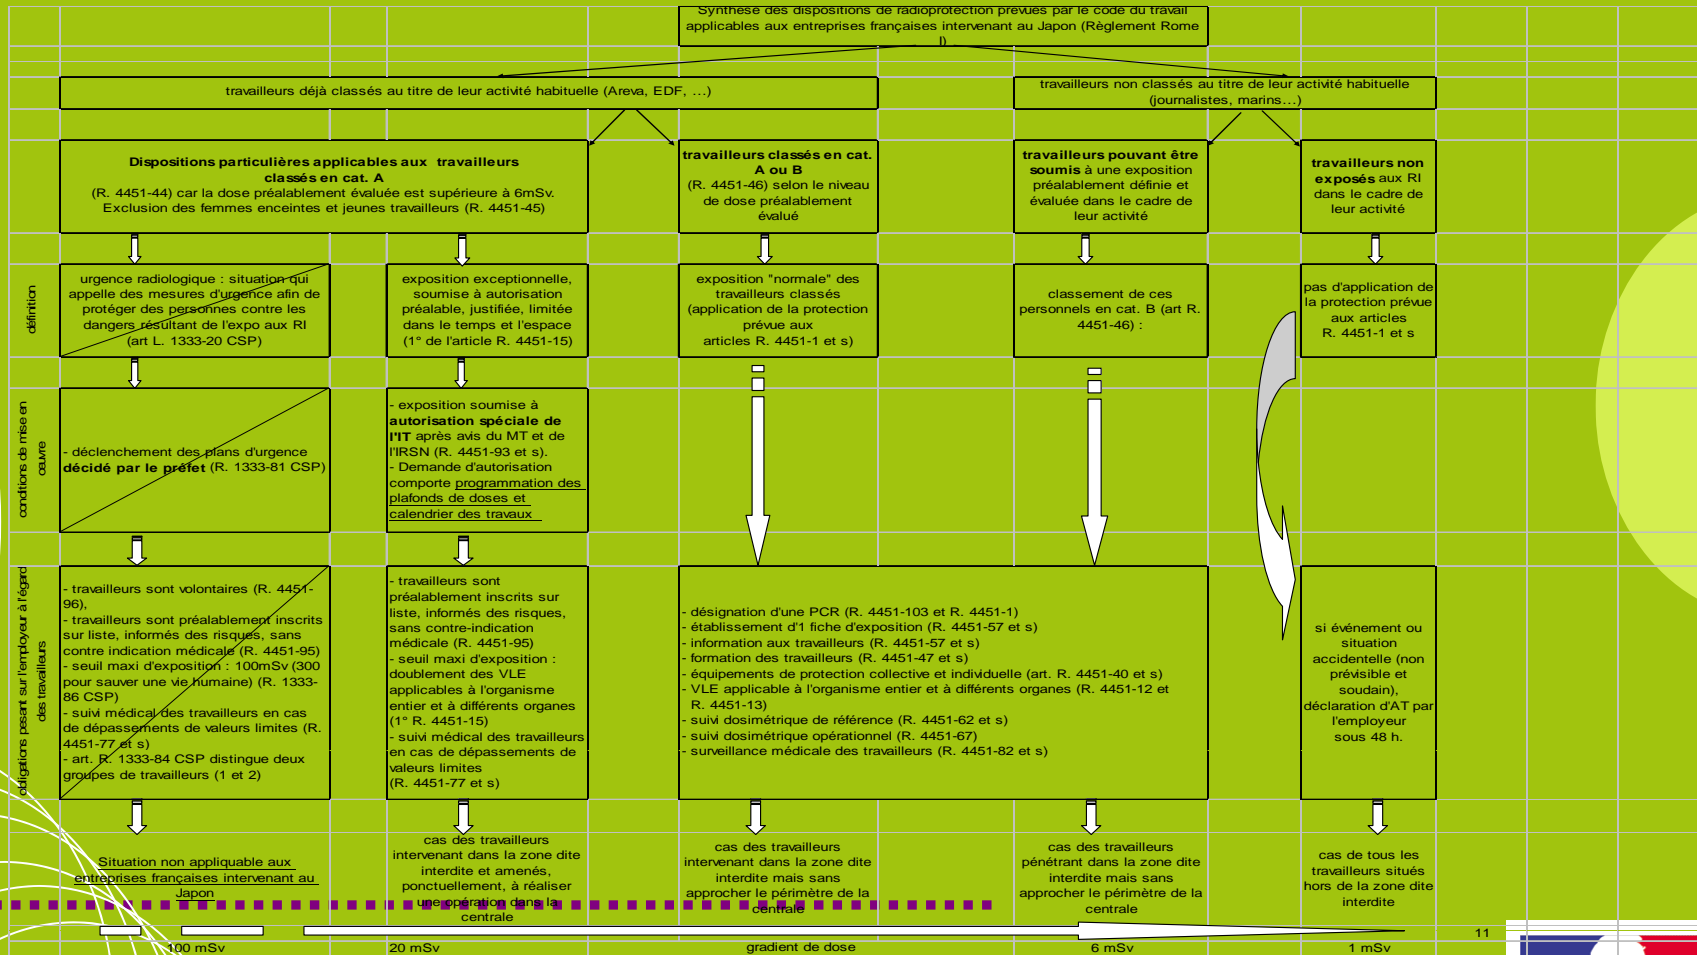 Synthèse des dispositions de radioprotection prévues par le code du travail
applicables aux entreprises françaises intervenant au Japon (Règlement Rome
I)
travailleurs déjà classés au titre de leur activité habituelle (Areva, EDF, …)
travailleurs non classés au titre de leur activité habituelle
(journalistes, marins…)
Dispositions particulières applicables aux travailleurs
classés en cat. A
(R. 4451-44) car la dose préalablement évaluée est supérieure à 6mSv.
Exclusion des femmes enceintes et jeunes travailleurs (R. 4451-45)
travailleurs classés en cat.
A ou B
(R. 4451-46) selon le niveau
de dose préalablement
évalué
travailleurs pouvant être
soumis à une exposition
préalablement définie et
évaluée dans le cadre de
leur activité
travailleurs non
exposés aux RI
dans le cadre de
leur activité
définition
urgence radiologique : situation qui
appelle des mesures d'urgence afin de
protéger des personnes contre les
dangers résultant de l'expo aux RI
(art L. 1333-20 CSP)
exposition exceptionnelle,
soumise à autorisation
préalable, justifiée, limitée
dans le temps et l'espace
(1° de l'article R. 4451-15)
exposition "normale" des
travailleurs classés
(application de la protection
prévue aux
articles R. 4451-1 et s)
classement de ces
personnels en cat. B (art R.
4451-46) :
pas d'application de
la protection prévue
aux articles
R. 4451-1 et s
conditions de mise en
œuvre
- déclenchement des plans d'urgence
décidé par le préfet (R. 1333-81 CSP)
- exposition soumise à
autorisation spéciale de
l'IT après avis du MT et de
l'IRSN (R. 4451-93 et s).
- Demande d'autorisation
comporte programmation des
plafonds de doses et
calendrier des travaux
obligations pesant sur l'employeur à l'égard
des travailleurs
- travailleurs sont volontaires (R. 4451-
96),
- travailleurs sont préalablement inscrits
sur liste, informés des risques, sans
contre indication médicale (R. 4451-95)
- seuil maxi d'exposition : 100mSv (300
pour sauver une vie humaine) (R. 1333-
86 CSP)
- suivi médical des travailleurs en cas
de dépassements de valeurs limites (R.
4451-77 et s)
- art. R. 1333-84 CSP distingue deux
groupes de travailleurs (1 et 2)
- travailleurs sont
préalablement inscrits sur
liste, informés des risques,
sans contre-indication
médicale (R. 4451-95)
- seuil maxi d'exposition :
doublement des VLE
applicables à l'organisme
entier et à différents organes
(1° R. 4451-15)
- suivi médical des travailleurs
en cas de dépassements de
valeurs limites
(R. 4451-77 et s)
- désignation d'une PCR (R. 4451-103 et R. 4451-1)
- établissement d'1 fiche d'exposition (R. 4451-57 et s)
- information aux travailleurs (R. 4451-57 et s)
- formation des travailleurs (R. 4451-47 et s)
- équipements de protection collective et individuelle (art. R. 4451-40 et s)
- VLE applicable à l'organisme entier et à différents organes (R. 4451-12 et
R. 4451-13)
- suivi dosimétrique de référence (R. 4451-62 et s)
- suivi dosimétrique opérationnel (R. 4451-67)
- surveillance médicale des travailleurs (R. 4451-82 et s)
si événement ou
situation
accidentelle (non
prévisible et
soudain),
déclaration d'AT par
l'employeur
sous 48 h.
Situation non appliquable aux
entreprises françaises intervenant au
Japon
cas des travailleurs
intervenant dans la zone dite
interdite et amenés,
ponctuellement, à réaliser
une opération dans la
centrale
cas des travailleurs
intervenant dans la zone dite
interdite mais sans
approcher le périmètre de la
centrale
cas des travailleurs
pénétrant dans la zone dite
interdite mais sans
approcher le périmètre de la
centrale
cas de tous les
travailleurs situés
hors de la zone dite
interdite
100 mSv
20 mSv
gradient de dose
6 mSv
1 mSv
11